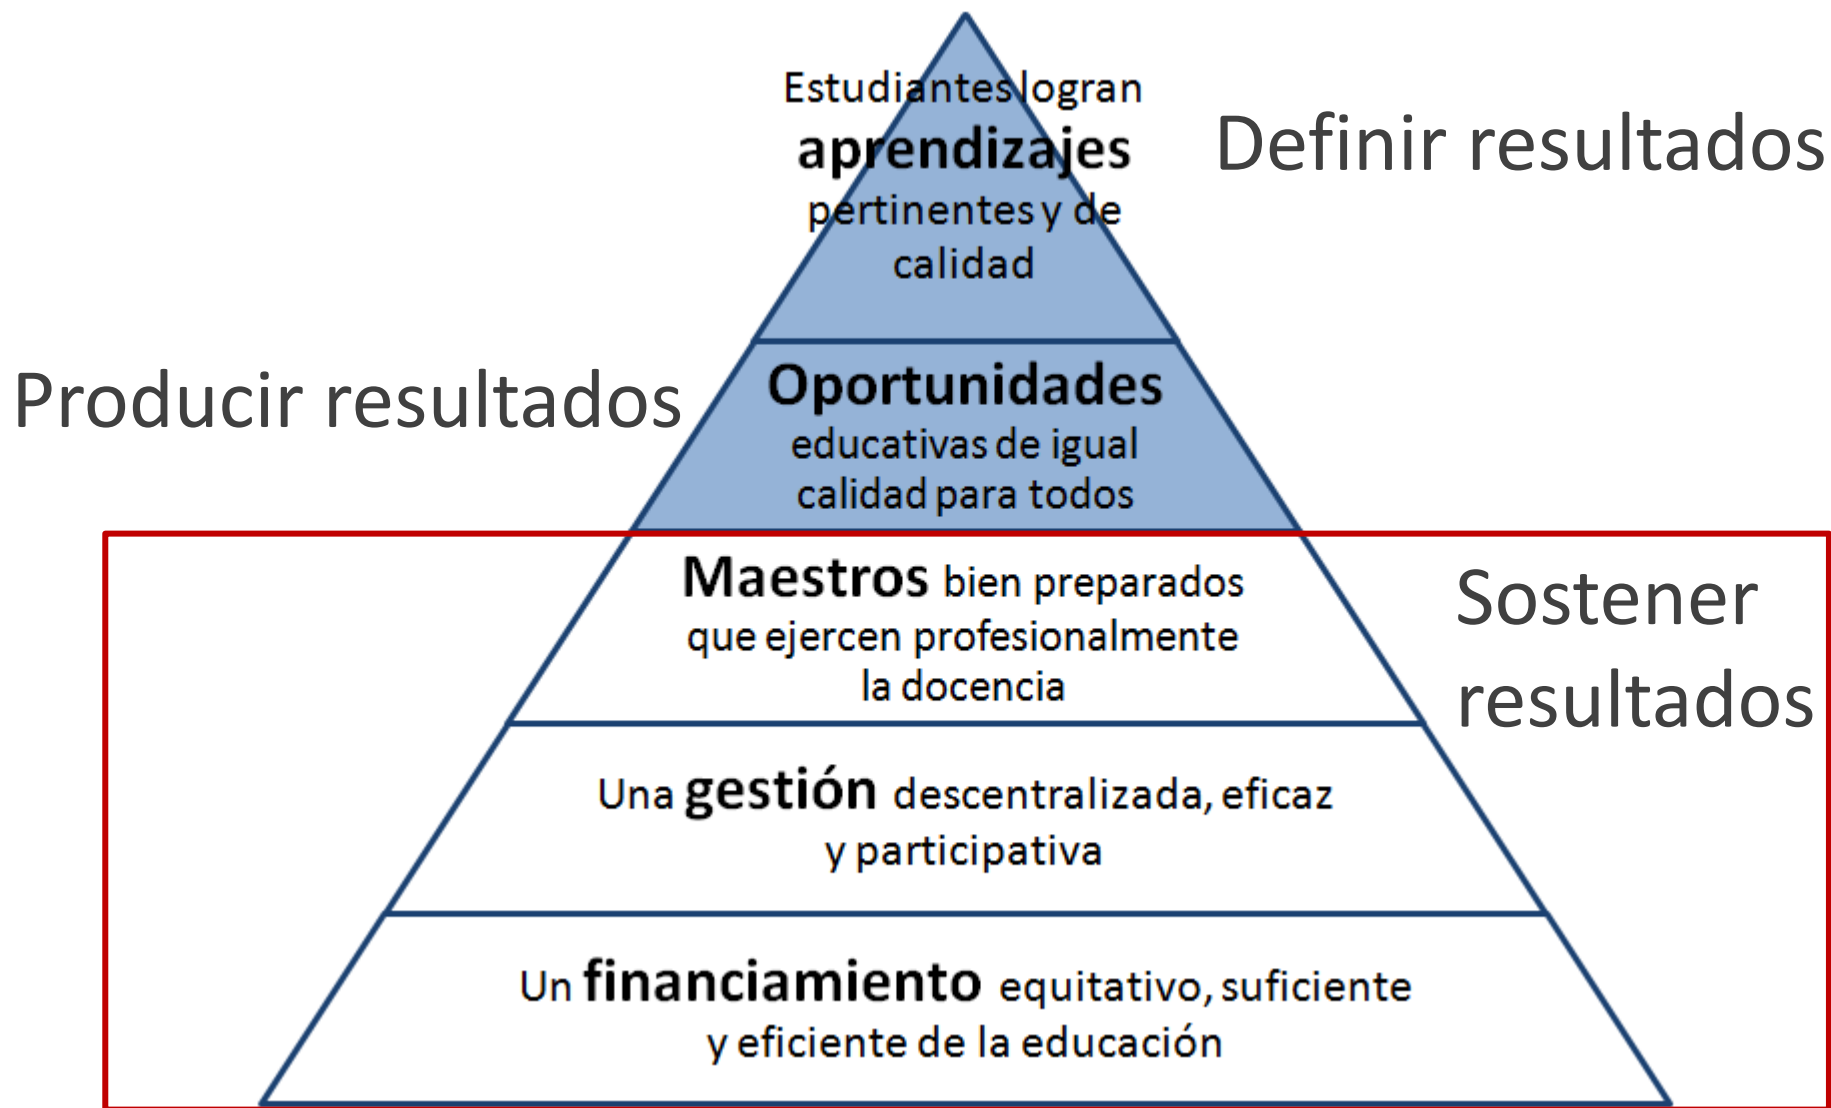 Estudiantes logran
aprendizajes
pertinentes y de
calidad
Definir resultados
Producir resultados
Oportunidades
educativas de igual
calidad para todos
Maestros bien preparados
que ejercen profesionalmente
la docencia
Sostener
resultados
Una gestión descentralizada, eficaz
y participativa
Un financiamiento equitativo, suficiente
y eficiente de la educación